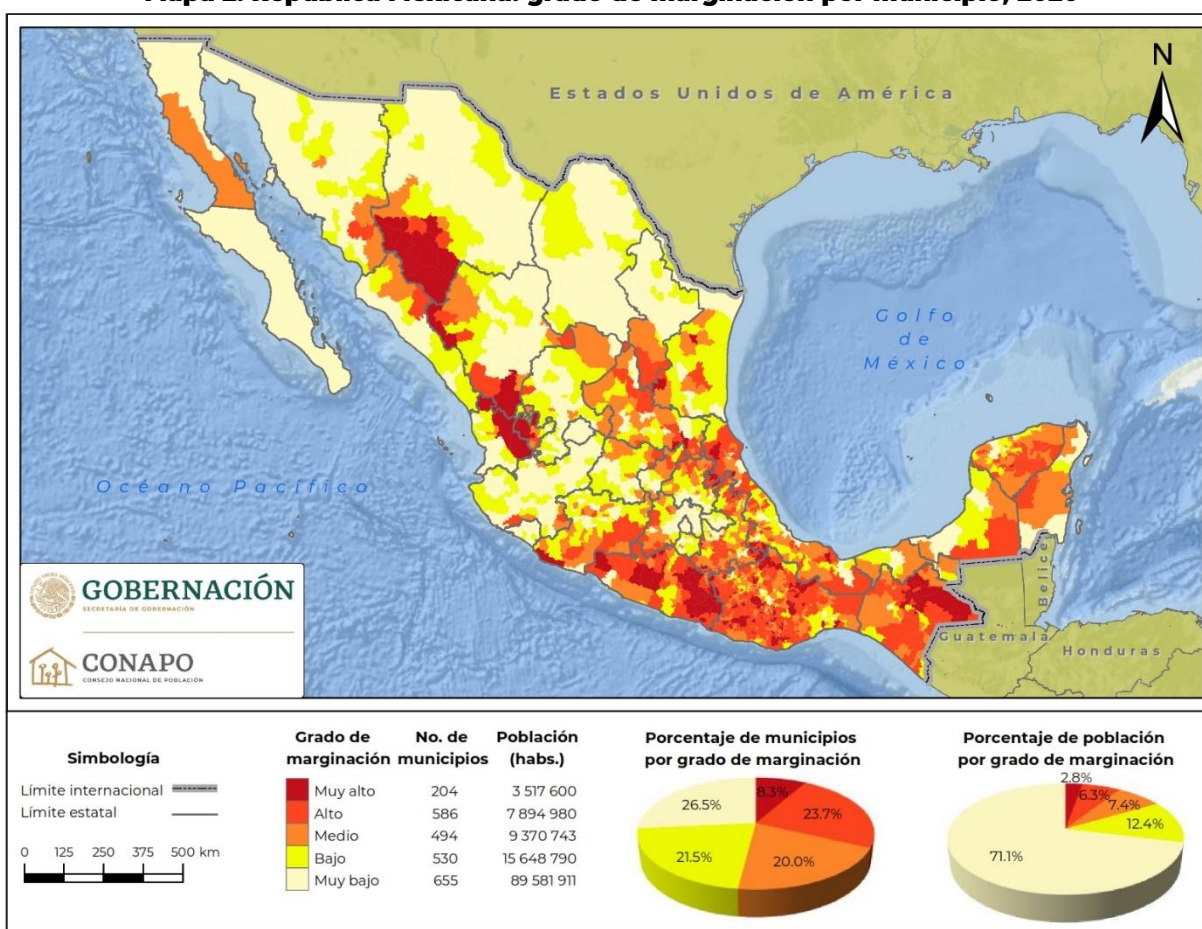 Estados Unidos de América
N
Golfo
de
México
Océano Pacífico
Belice
Guatemala
Honduras
GOBERNACIÓN
SECRETARÍA DE GOBERNACIÓN
CONAPO
CONSEJO NACIONAL DE POBLACIÓN
Simbología
Límite internacional
Límite estatal
0 125 250 375 500 km
Grado de marginación No. de municipios Población (habs.)
Muy alto 204 3 517 600
Alto 586 7 894 980
Medio 494 9 370 743
Bajo 530 15 648 790
Muy bajo 655 89 581 911
Porcentaje de municipios
por grado de marginación
8.3%
23.7%
20.0%
21.5%
26.5%
Porcentaje de población
por grado de marginación
2.8%
6.3%
7.4%
12.4%
71.1%